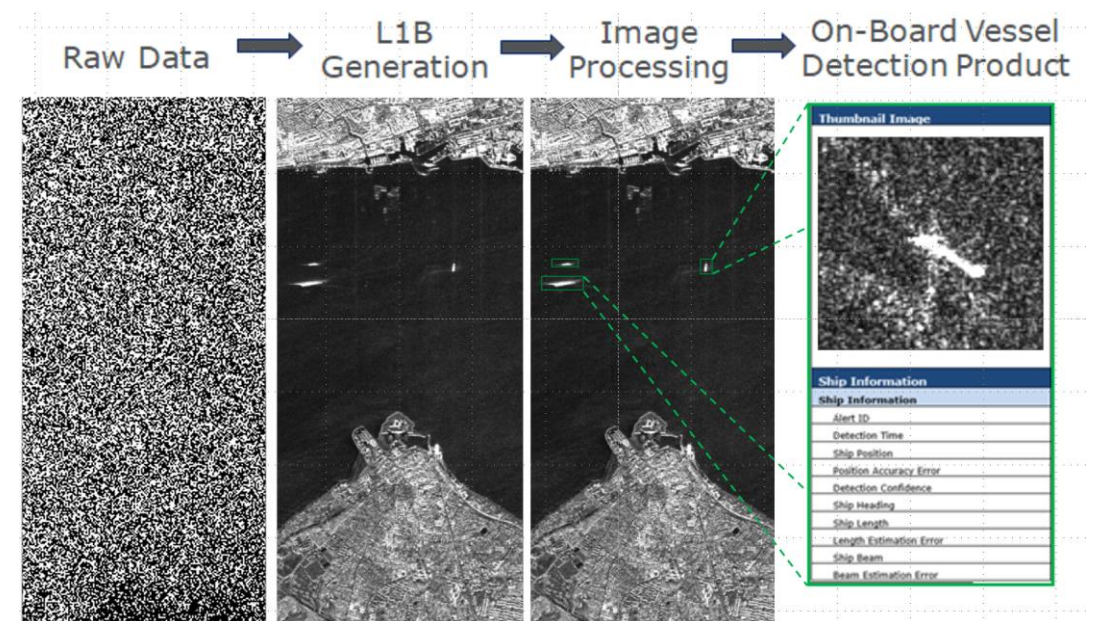 Raw Data
L1B
Generation
Image
Processing
On-Board Vessel
Detection Product
Thumbnail Image
Ship Information
Ship Information
Alert ID
Detection Time
Ship Position
Position Accuracy Error
Detection Confidence
Ship Heading
Ship Length
Length Estimation Error
Ship Beam
Beam Estimation Error